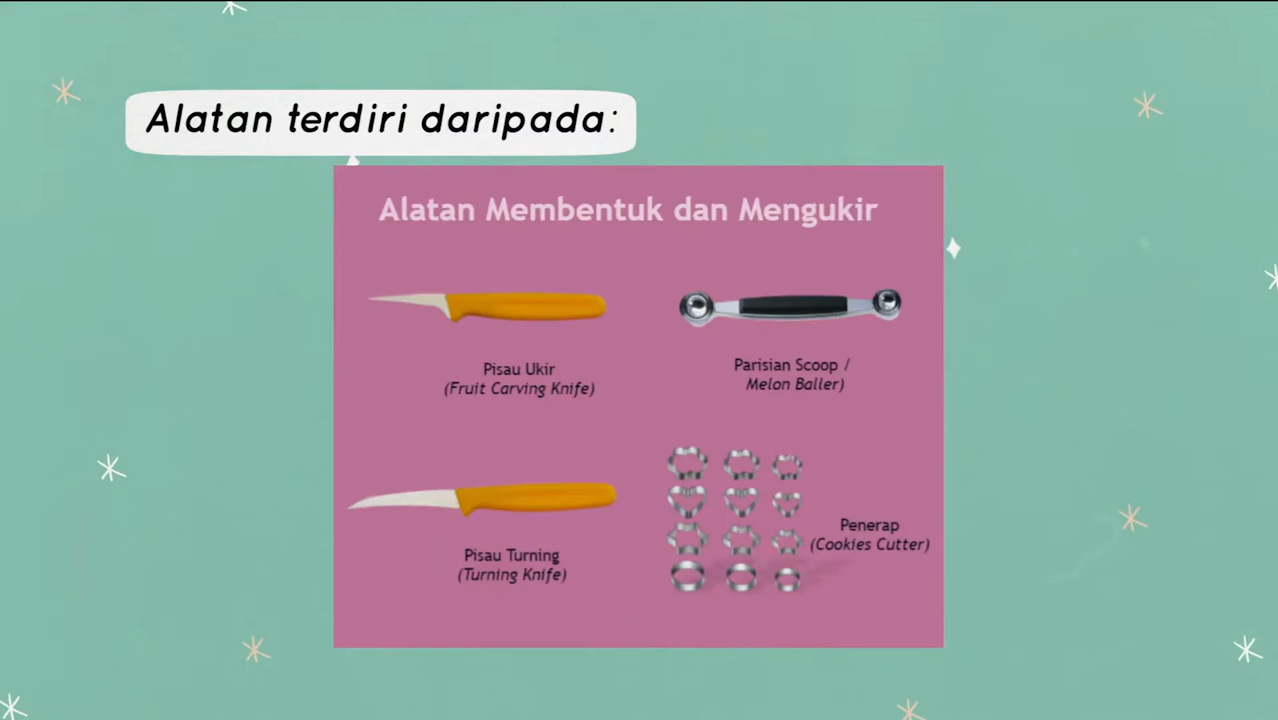 Alatan terdiri daripada:
Alatan Membentuk dan Mengukir
Pisau Ukir
(Fruit Carving Knife)
Parisian Scoop /
Melon Baller)
Pisau Turning
(Turning Knife)
Penerap
(Cookies Cutter)